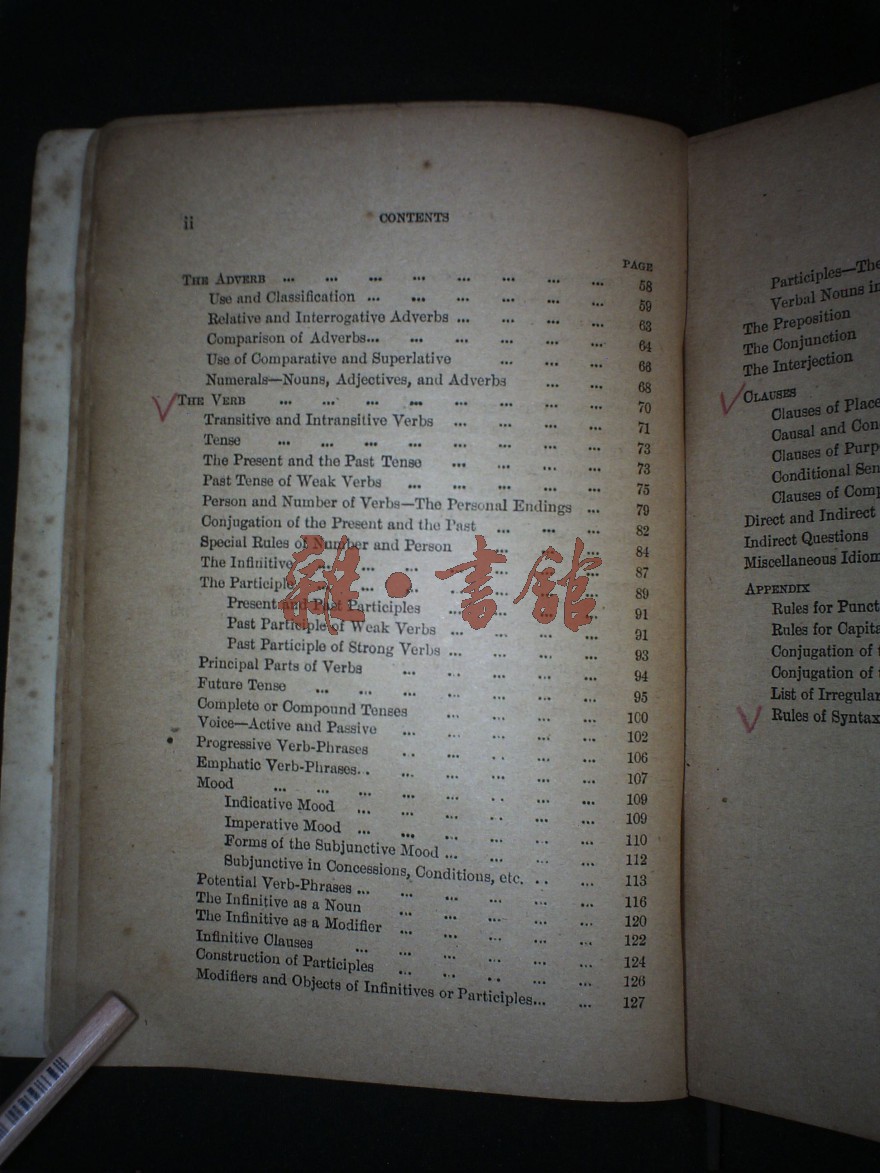 ii CONTENTS
PAGE
THE ADVERB ... ... ... ... ... ... ... ... 58
Use and Classification ... ... ... ... ... ... 59
Relative and Interrogative Adverbs ... ... ... ... 63
Comparison of Adverbs... ... ... ... ... ... 64
Use of Comparative and Superlative ... ... ... 66
Numerals—Nouns, Adjectives, and Adverbs ... ... 68
THE VERB ... ... ... ... ... ... ... ... 70
Transitive and Intransitive Verbs ... ... ... ... 71
Tense ... ... ... ... ... ... ... ... 73
The Present and the Past Tense ... ... ... ... 73
Past Tense of Weak Verbs ... ... ... ... ... 75
Person and Number of Verbs—The Personal Endings ... 79
Conjugation of the Present and the Past ... ... ... 82
Special Rules of Number and Person ... ... ... 84
The Infinitive ... ... ... ... ... ... ... 87
The Participle ... ... ... ... ... ... ... 89
Present and Past Participles ... ... ... ... 91
Past Participle of Weak Verbs ... ... ... ... 91
Past Participle of Strong Verbs ... ... ... ... 93
Principal Parts of Verbs ... ... ... ... ... 94
Future Tense ... ... ... ... ... ... ... 95
Complete or Compound Tenses ... ... ... ... 100
Voice—Active and Passive ... ... ... ... ... 102
Progressive Verb-Phrases ... ... ... ... ... 106
Emphatic Verb-Phrases.. ... ... ... ... ... 107
Mood ... ... ... ... ... ... ... ... 109
Indicative Mood ... ... ... ... ... ... 109
Imperative Mood ... ... ... ... ... ... 110
Forms of the Subjunctive Mood ... ... ... ... 112
Subjunctive in Concessions, Conditions, etc. ... ... 113
Potential Verb-Phrases ... ... ... ... ... ... 116
The Infinitive as a Noun ... ... ... ... ... 120
The Infinitive as a Modifier ... ... ... ... ... 122
Infinitive Clauses ... ... ... ... ... ... 124
Construction of Participles ... ... ... ... ... 126
Modifiers and Objects of Infinitives or Participles... ... 127
雜·書館
Participles—The
Verbal Nouns in
The Preposition
The Conjunction
The Interjection
CLAUSES
Clauses of Place
Causal and Con
Clauses of Purp
Conditional Sen
Clauses of Comp
Direct and Indirect
Indirect Questions
Miscellaneous Idiom
APPENDIX
Rules for Punct
Rules for Capita
Conjugation of t
Conjugation of t
List of Irregular
Rules of Syntax